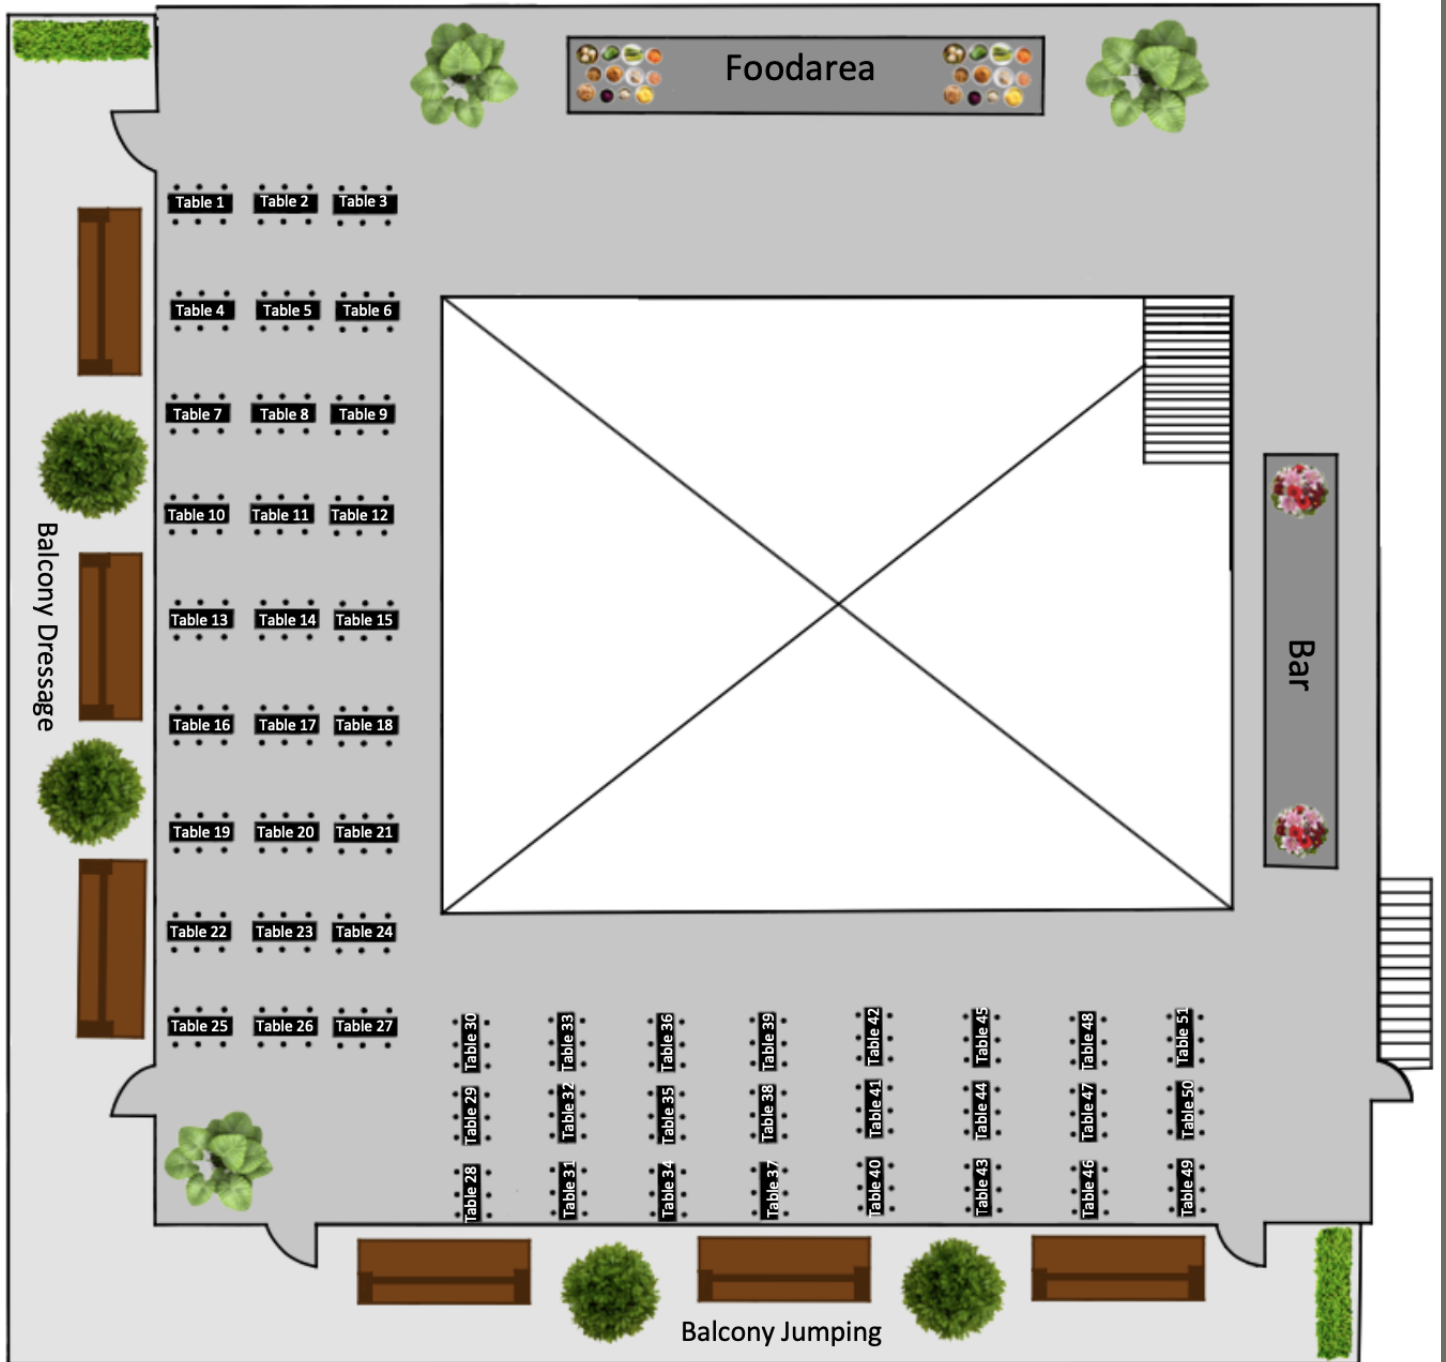 Foodarea
Table 1
Table 2
Table 3
Table 4
Table 5
Table 6
Table 7
Table 8
Table 9
Table 10
Table 11
Table 12
Balcony Dressage
Table 13
Table 14
Table 15
Bar
Table 16
Table 17
Table 18
Table 19
Table 20
Table 21
Table 22
Table 23
Table 24
Table 25
Table 26
Table 27
Table 30
Table 33
Table 36
Table 39
Table 42
Table 45
Table 48
Table 51
Table 29
Table 32
Table 35
Table 38
Table 41
Table 44
Table 47
Table 50
Table 28
Table 31
Table 34
Table 37
Table 40
Table 43
Table 46
Table 49
Balcony Jumping